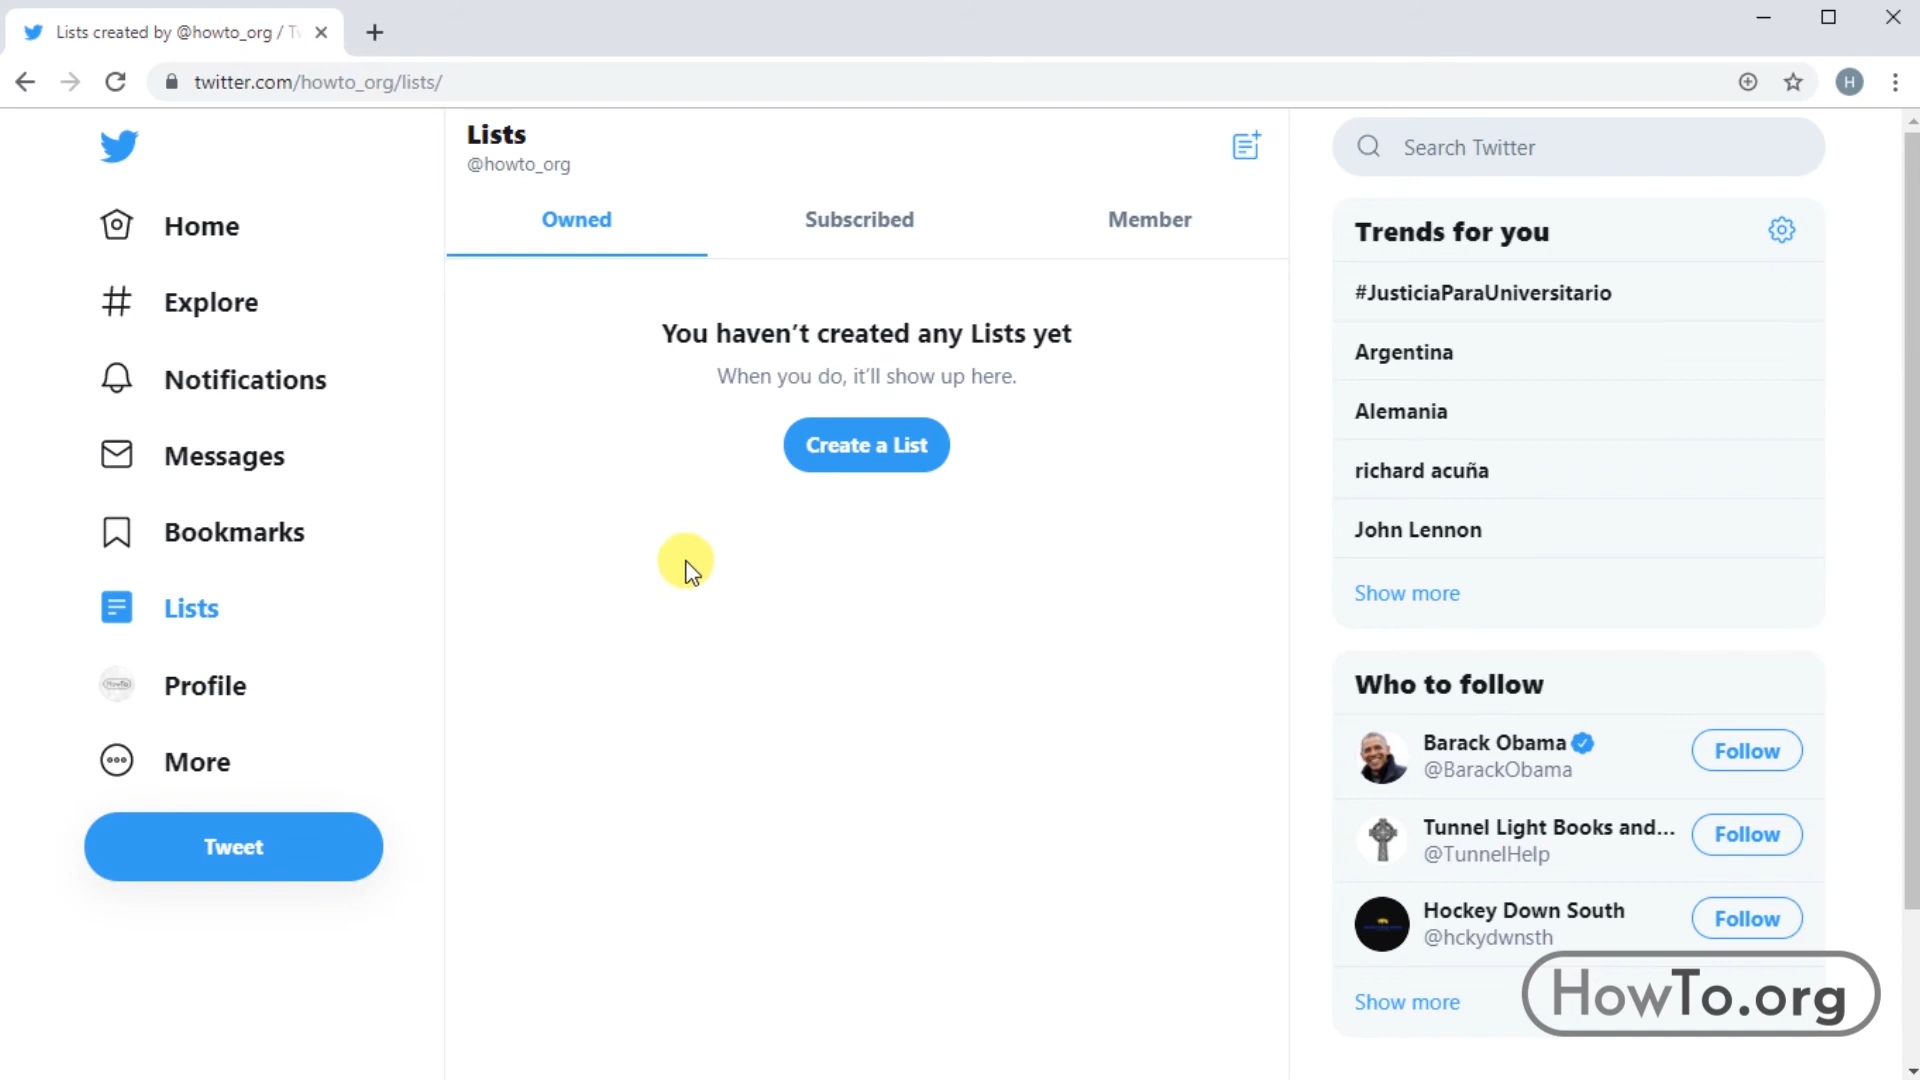 Lists created by @howto_org / Tw
twitter.com/howto_org/lists/
H
Home
Explore
Notifications
Messages
Bookmarks
Lists
HowTo
Profile
More
Tweet
Lists
@howto_org
Owned
Subscribed
Member
You haven’t created any Lists yet
When you do, it’ll show up here.
Create a List
Search Twitter
Trends for you
#JusticiaParaUniversitario
Argentina
Alemania
richard acuña
John Lennon
Show more
Who to follow
Barack Obama
@BarackObama
Follow
Tunnel Light Books and...
@TunnelHelp
Follow
Hockey Down South
@hckydwnsth
Follow
Show more
HowTo.org